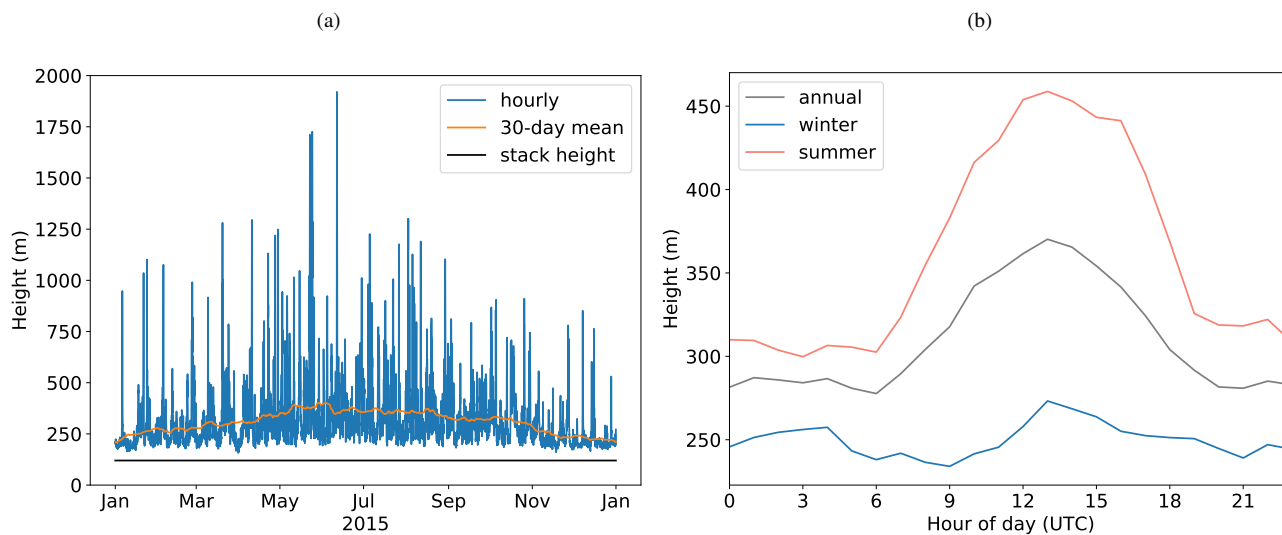 (a)
2000
1750
1500
1250
1000
750
500
250
0
Height (m)
hourly
30-day mean
stack height
Jan Mar May Jul Sep Nov Jan
2015
(b)
450
400
350
300
250
Height (m)
annual
winter
summer
0 3 6 9 12 15 18 21
Hour of day (UTC)